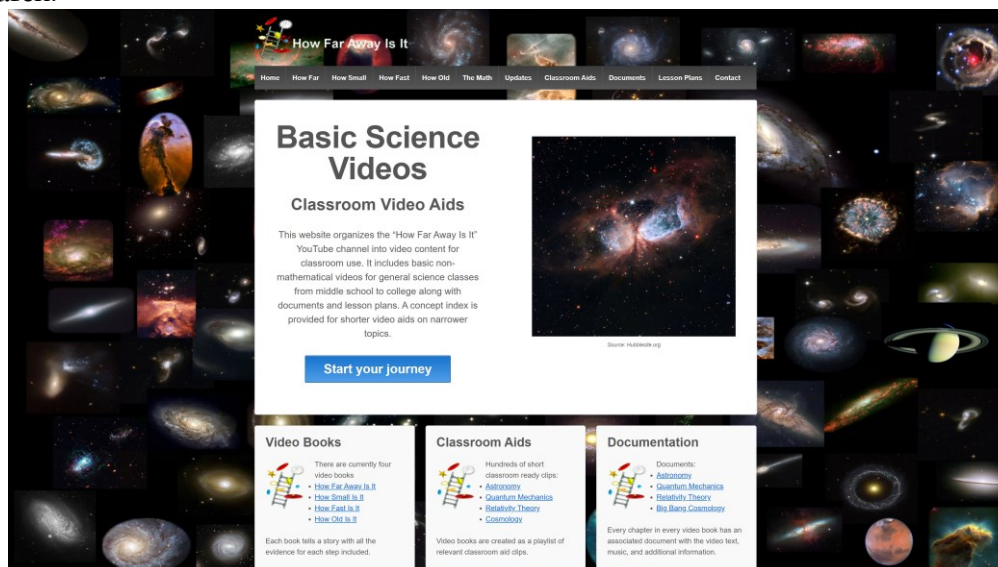 How Far Away Is It
Home How Far How Small How Fast How Old The Math Updates Classroom Aids Documents Lesson Plans Contact
Basic Science
Videos
Classroom Video Aids
This website organizes the “How Far Away Is It”
YouTube channel into video content for
classroom use. It includes basic non-
mathematical videos for general science classes
from middle school to college along with
documents and lesson plans. A concept index is
provided for shorter video aids on narrower
topics.
Start your journey
Source: Hubblesite.org
Video Books
There are currently four
video books
• How Far Away Is It
• How Small Is It
• How Fast Is It
• How Old Is It
Each book tells a story with all the
evidence for each step included.
Classroom Aids
Hundreds of short
classroom ready clips:
• Astronomy
• Quantum Mechanics
• Relativity Theory
• Cosmology
Video books are created as a playlist of
relevant classroom aid clips.
Documentation
Documents:
• Astronomy
• Quantum Mechanics
• Relativity Theory
• Big Bang Cosmology
Every chapter in every video book has an
associated document with the video text,
music, and additional information.